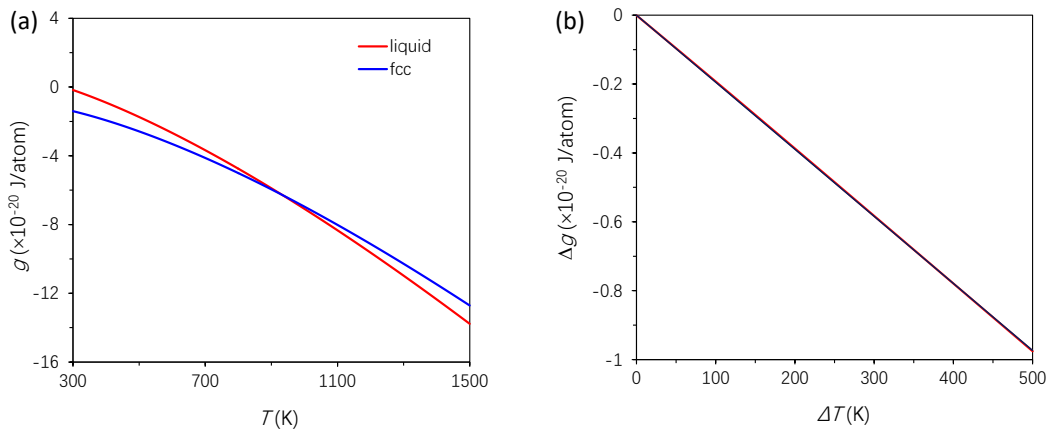 (a)
4
0
-4
-8
-12
-16
g (×10⁻²⁰ J/atom)
liquid
fcc
300
700
1100
1500
T (K)
(b)
0
-0.2
-0.4
-0.6
-0.8
-1
Δg (×10⁻²⁰ J/atom)
0
100
200
300
400
500
ΔT (K)